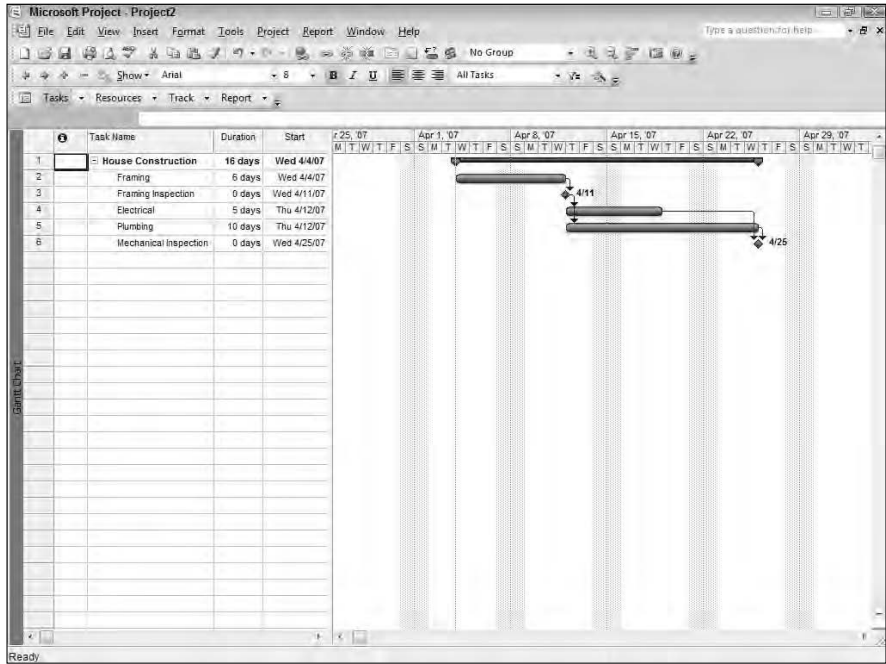 Microsoft Project - Project2
File Edit View Insert Format Tools Project Report Window Help
Type a question for help
No Group
Show Arial 8 B I U All Tasks
Tasks Resources Track Report
Task Name Duration Start r 25, '07 Apr 1, '07 Apr 8, '07 Apr 15, '07 Apr 22, '07 Apr 29, '07
M T W T F S S M T W T F S S M T W T F S S M T W T F S S M T W T F S S M T W T
1 House Construction 16 days Wed 4/4/07
2 Framing 6 days Wed 4/4/07
3 Framing Inspection 0 days Wed 4/11/07 4/11
4 Electrical 5 days Thu 4/12/07
5 Plumbing 10 days Thu 4/12/07
6 Mechanical Inspection 0 days Wed 4/25/07 4/25
Gantt Chart
Ready